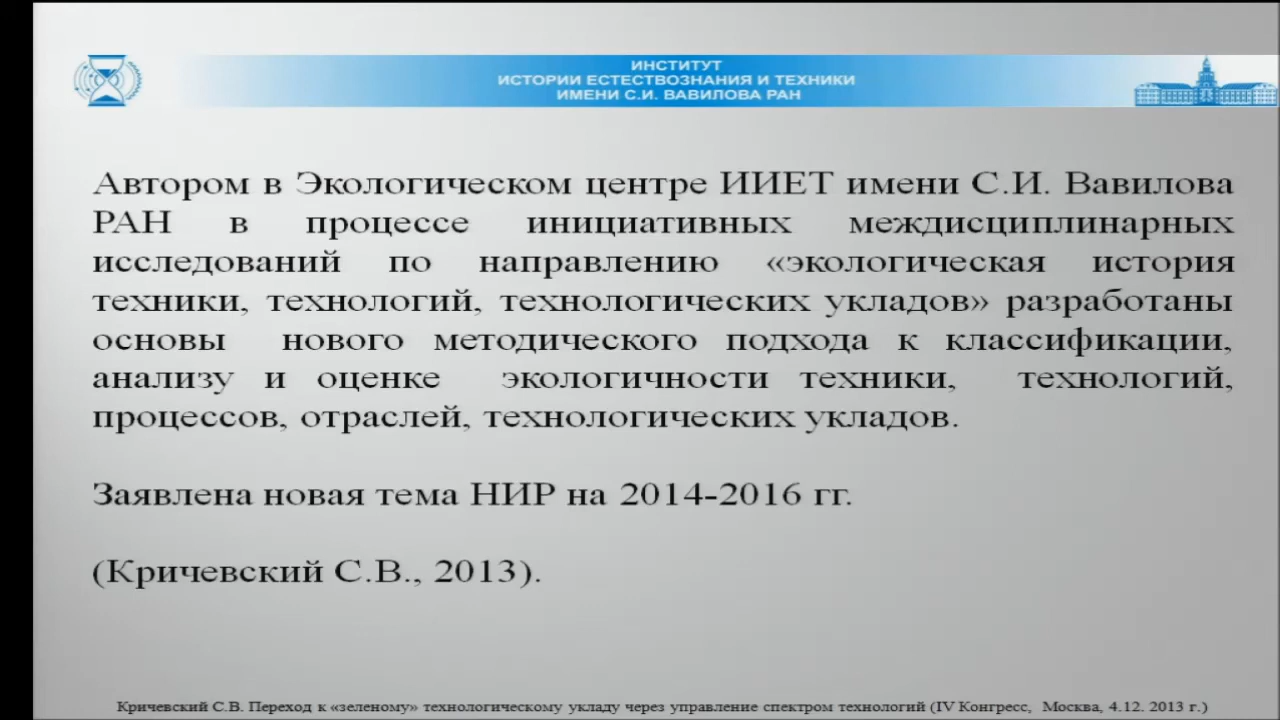 ИНСТИТУТ
ИСТОРИИ ЕСТЕСТВОЗНАНИЯ И ТЕХНИКИ
ИМЕНИ С.И. ВАВИЛОВА РАН
Автором в Экологическом центре ИИЕТ имени С.И. Вавилова
РАН в процессе инициативных междисциплинарных
исследований по направлению «экологическая история
техники, технологий, технологических укладов» разработаны
основы нового методического подхода к классификации,
анализу и оценке экологичности техники, технологий,
процессов, отраслей, технологических укладов.
Заявлена новая тема НИР на 2014-2016 гг.
(Кричевский С.В., 2013).
Кричевский С.В. Переход к «зеленому» технологическому укладу через управление спектром технологий (IV Конгресс, Москва, 4.12. 2013 г.)